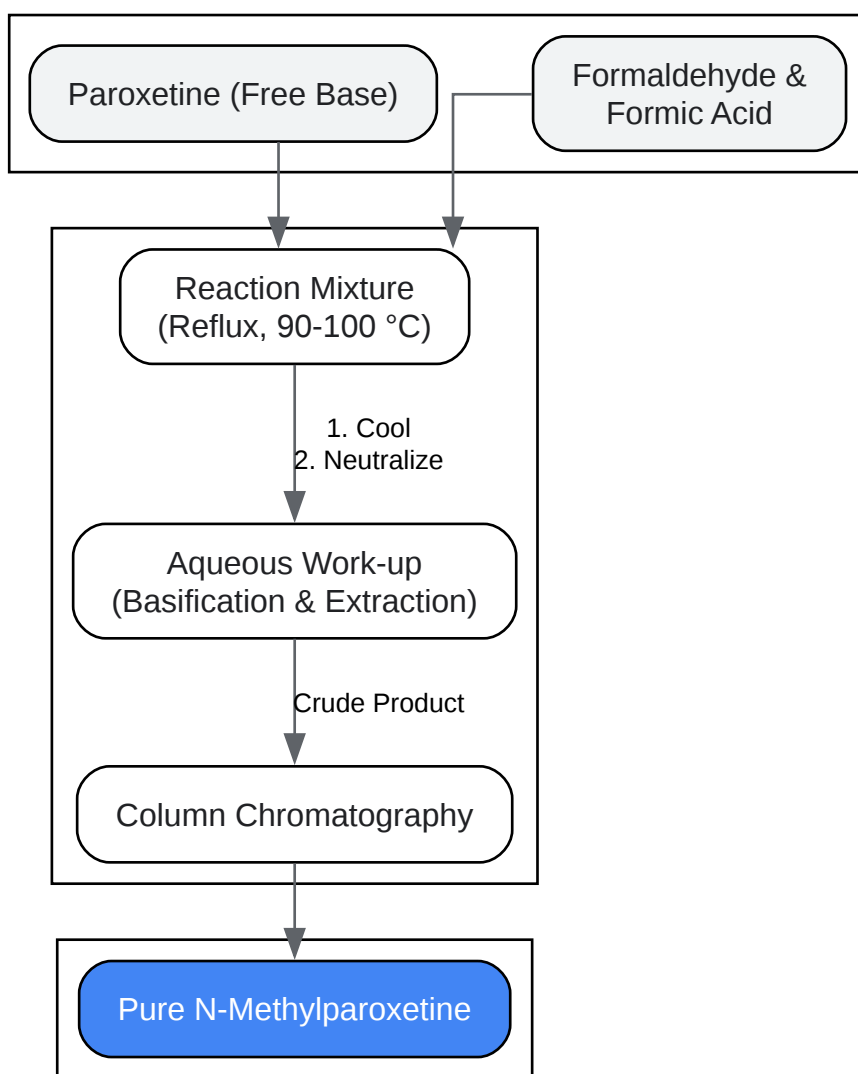 Paroxetine (Free Base)
Formaldehyde &
Formic Acid
Reaction Mixture
(Reflux, 90-100 °C)
1. Cool
2. Neutralize
Aqueous Work-up
(Basification & Extraction)
Crude Product
Column Chromatography
Pure N-Methylparoxetine